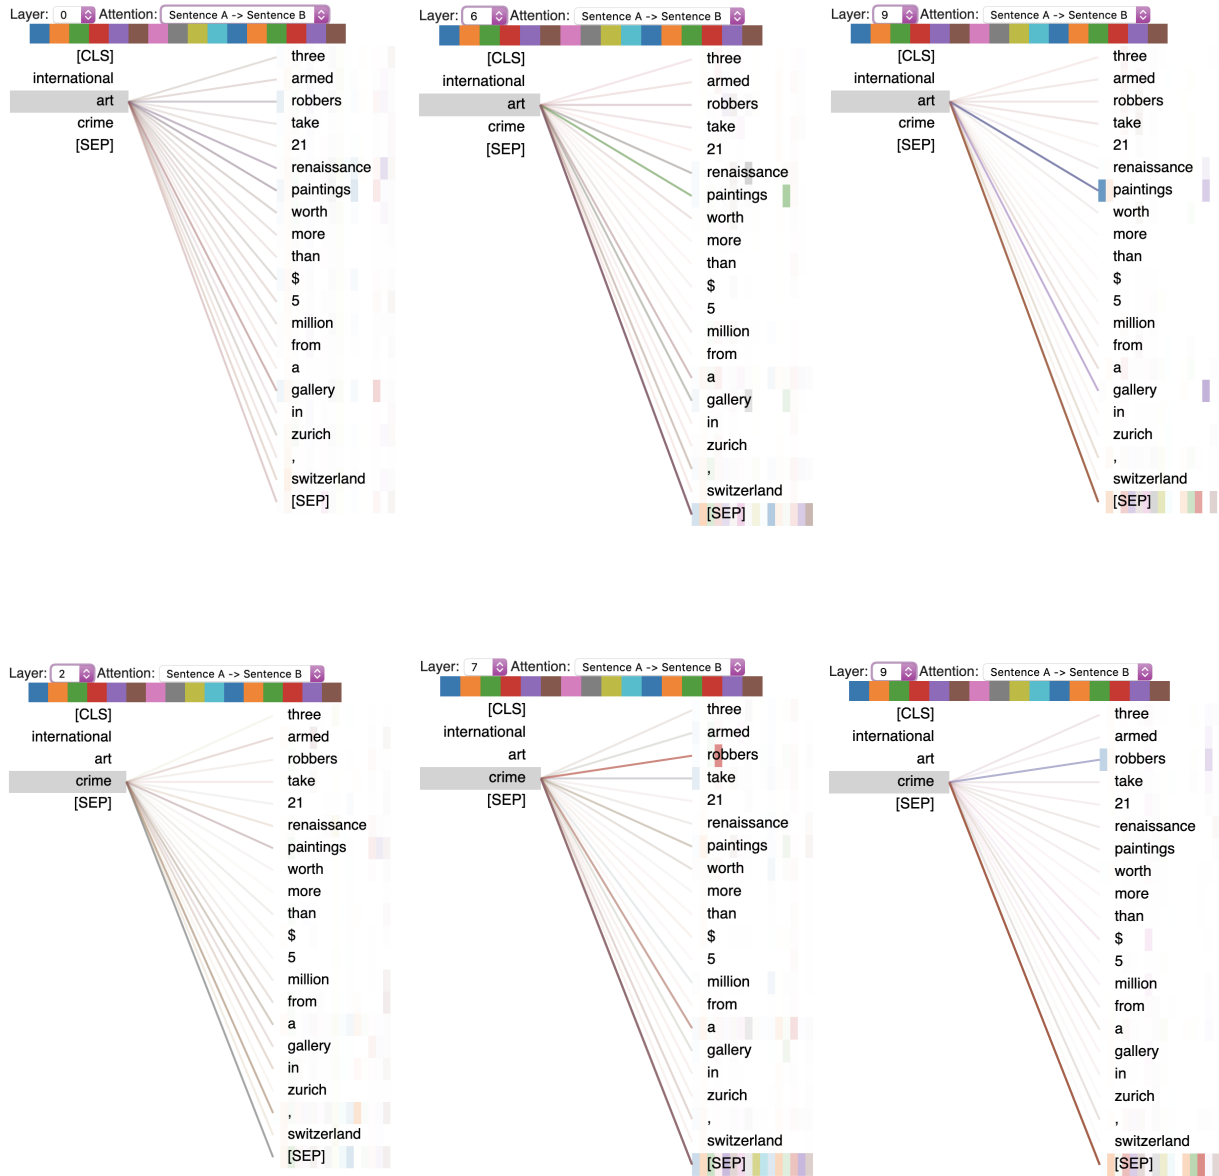 Layer: 0 Attention: Sentence A -> Sentence B
[CLS]
international
art
crime
[SEP]
three
armed
robbers
take
21
renaissance
paintings
worth
more
than
$
5
million
from
a
gallery
in
zurich
,
switzerland
[SEP]
Layer: 6 Attention: Sentence A -> Sentence B
[CLS]
international
art
crime
[SEP]
three
armed
robbers
take
21
renaissance
paintings
worth
more
than
$
5
million
from
a
gallery
in
zurich
,
switzerland
[SEP]
Layer: 9 Attention: Sentence A -> Sentence B
[CLS]
international
art
crime
[SEP]
three
armed
robbers
take
21
renaissance
paintings
worth
more
than
$
5
million
from
a
gallery
in
zurich
,
switzerland
[SEP]
Layer: 2 Attention: Sentence A -> Sentence B
[CLS]
international
art
crime
[SEP]
three
armed
robbers
take
21
renaissance
paintings
worth
more
than
$
5
million
from
a
gallery
in
zurich
,
switzerland
[SEP]
Layer: 7 Attention: Sentence A -> Sentence B
[CLS]
international
art
crime
[SEP]
three
armed
robbers
take
21
renaissance
paintings
worth
more
than
$
5
million
from
a
gallery
in
zurich
,
switzerland
[SEP]
Layer: 9 Attention: Sentence A -> Sentence B
[CLS]
international
art
crime
[SEP]
three
armed
robbers
take
21
renaissance
paintings
worth
more
than
$
5
million
from
a
gallery
in
zurich
,
switzerland
[SEP]